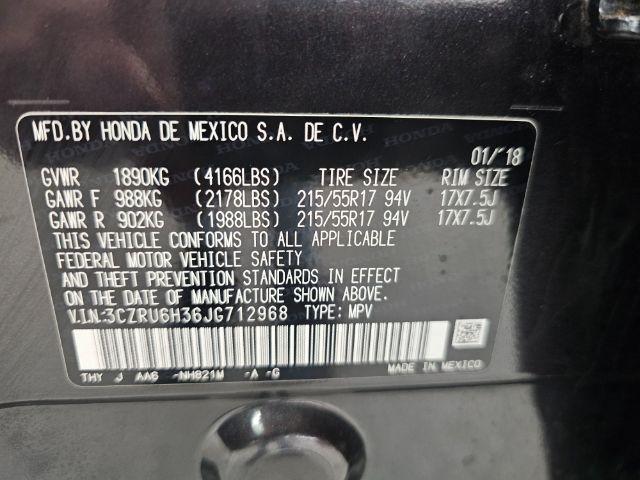 MFD.BY HONDA DE MEXICO S.A. DE C.V.
01/'18
GVWR 1890KG (4166LBS) TIRE SIZE RIM SIZE
GAWR F 988KG (2178LBS) 215/55R17 94V 17X7.5J
GAWR R 902KG (1988LBS) 215/55R17 94V 17X7.5J
THIS VEHICLE CONFORMS TO ALL APPLICABLE
FEDERAL MOTOR VEHICLE SAFETY
AND THEFT PREVENTION STANDARDS IN EFFECT
ON THE DATE OF MANUFACTURE SHOWN ABOVE.
V.I.N:3CZRU6H36JG712968 TYPE: MPV
THY J AA6 -NH821M -A -G
MADE IN MEXICO